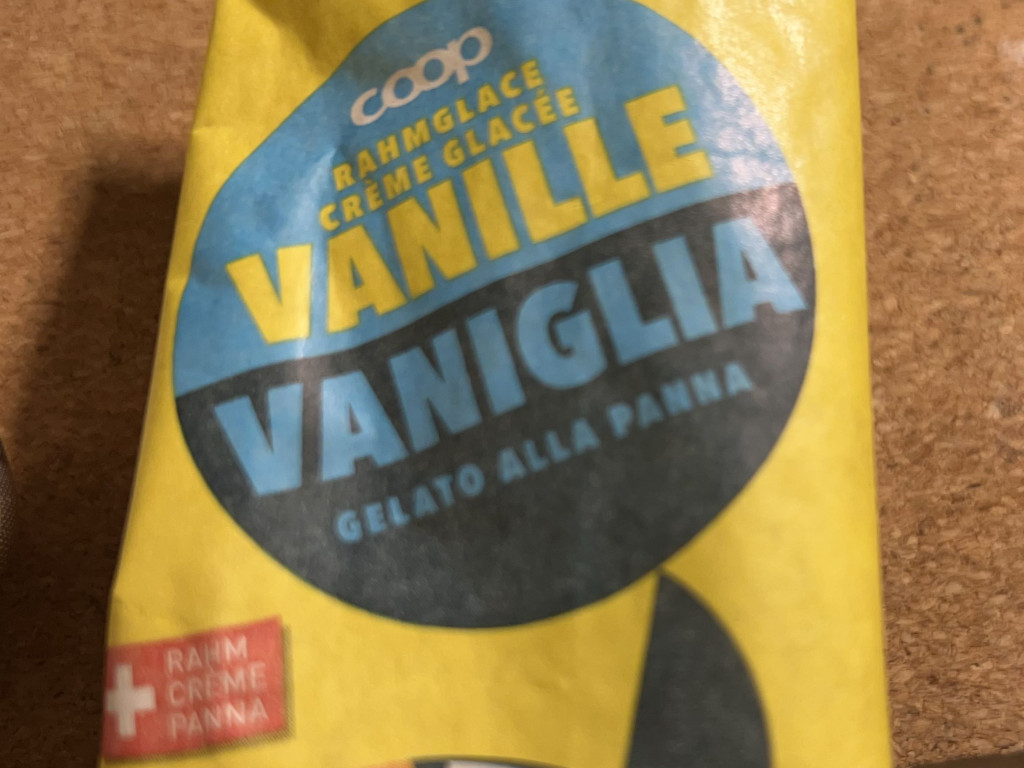 coop
RAHMGLACE
CRÈME GLACÉE
VANILLE
VANIGLIA
GELATO ALLA PANNA
RAHM
CRÈME
PANNA